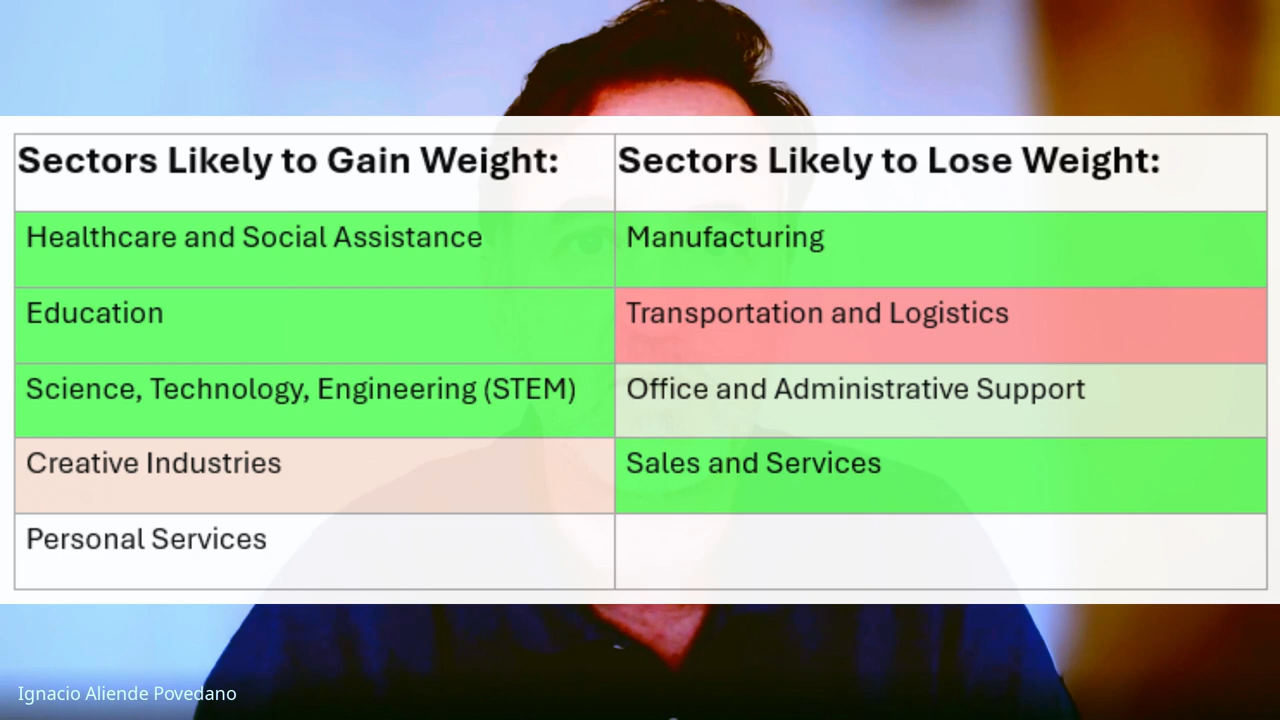 Sectors Likely to Gain Weight:
Sectors Likely to Lose Weight:
Healthcare and Social Assistance
Manufacturing
Education
Transportation and Logistics
Science, Technology, Engineering (STEM)
Office and Administrative Support
Creative Industries
Sales and Services
Personal Services
Ignacio Aliende Povedano